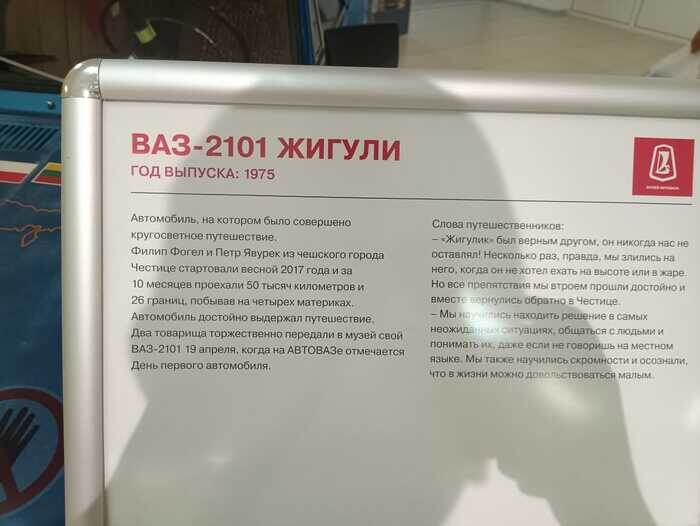 ВАЗ-2101 ЖИГУЛИ
ГОД ВЫПУСКА: 1975
Автомобиль, на котором было совершено
кругосветное путешествие.
Филип Фогел и Петр Явурек из чешского города
Честице стартовали весной 2017 года и за
10 месяцев проехали 50 тысяч километров и
26 границ, побывав на четырех материках.
Автомобиль достойно выдержал путешествие.
Два товарища торжественно передали в музей свой
ВАЗ-2101 19 апреля, когда на АВТОВАЗе отмечается
День первого автомобиля.
Слова путешественников:
– «Жигулик» был верным другом, он никогда нас не
оставлял! Несколько раз, правда, мы злились на
него, когда он не хотел ехать на высоте или в жаре.
Но все препятствия мы втроем прошли достойно и
вместе вернулись обратно в Честице.
– Мы научились находить решение в самых
неожиданных ситуациях, общаться с людьми и
понимать их, даже если не говоришь на местном
языке. Мы также научились скромности и осознали,
что в жизни можно довольствоваться малым.